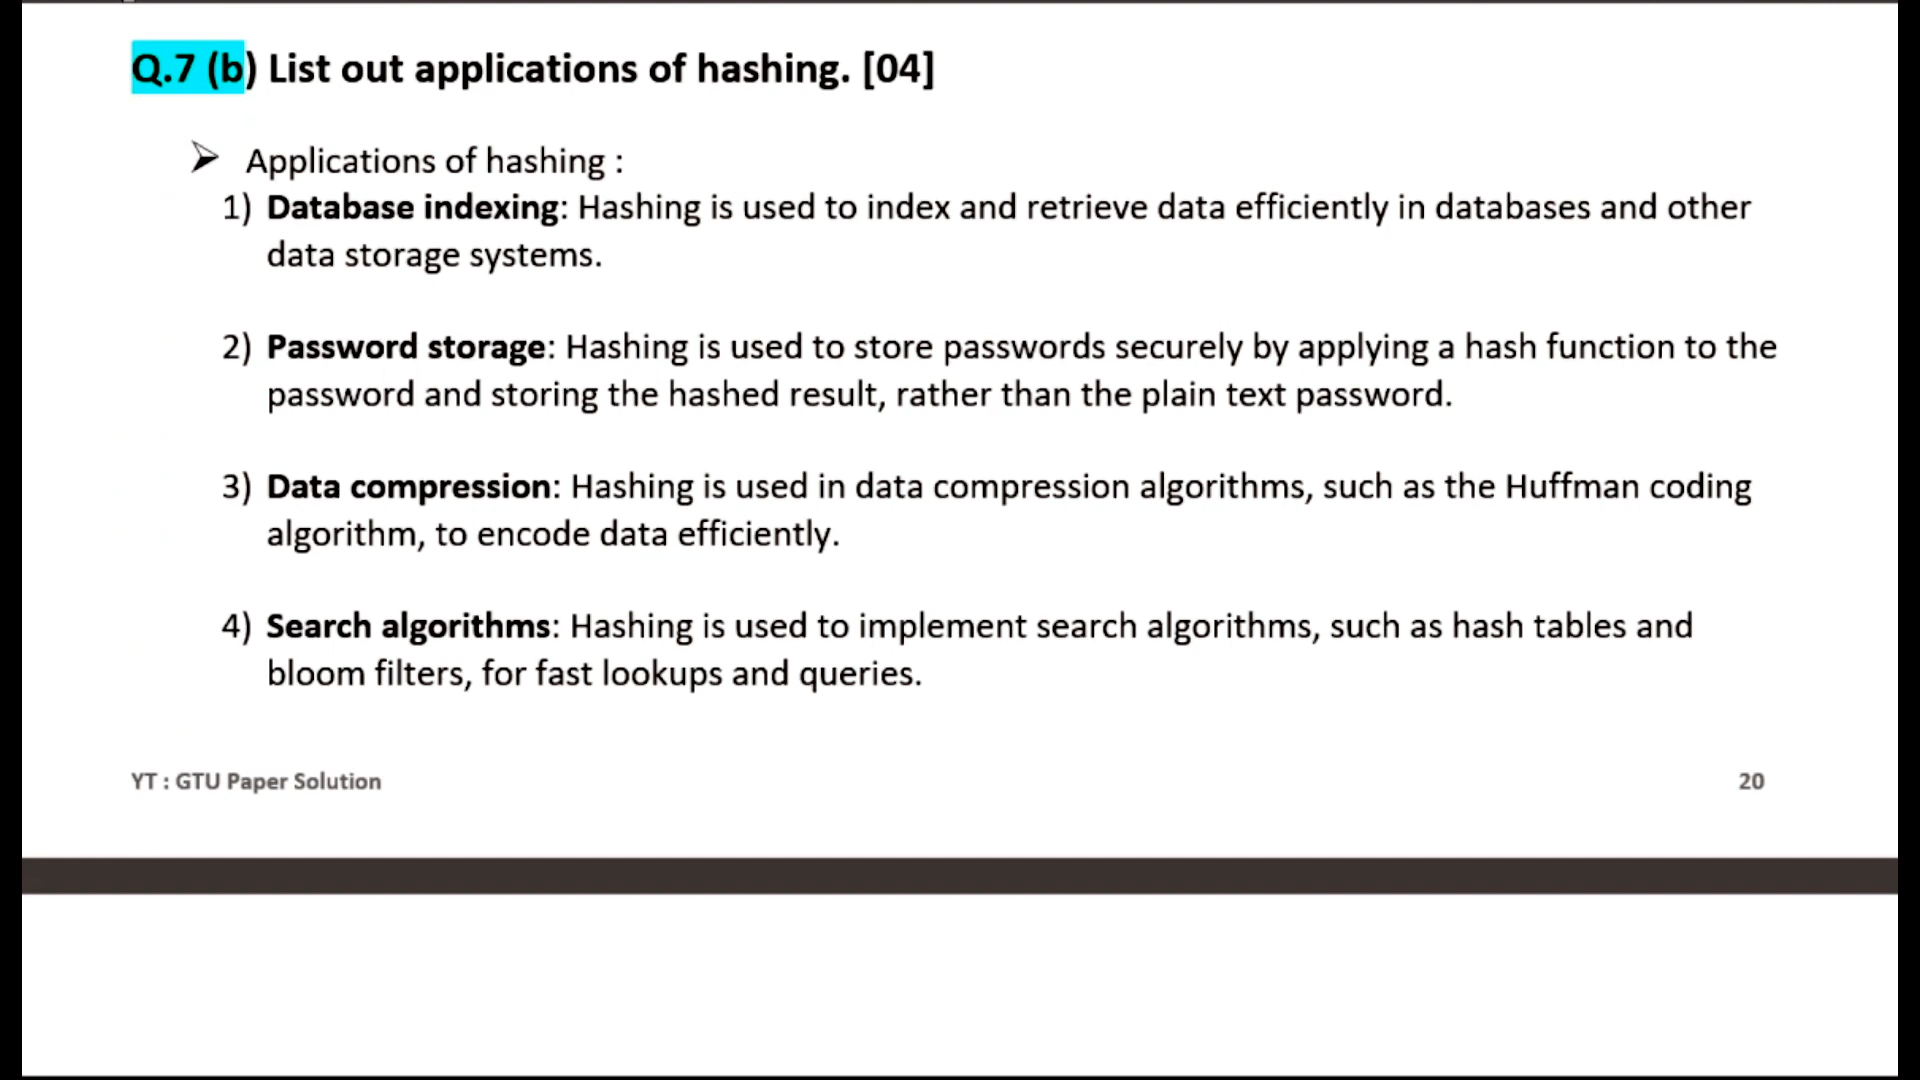 Q.7 (b) List out applications of hashing. [04]
➤ Applications of hashing :
1) Database indexing: Hashing is used to index and retrieve data efficiently in databases and other
data storage systems.
2) Password storage: Hashing is used to store passwords securely by applying a hash function to the
password and storing the hashed result, rather than the plain text password.
3) Data compression: Hashing is used in data compression algorithms, such as the Huffman coding
algorithm, to encode data efficiently.
4) Search algorithms: Hashing is used to implement search algorithms, such as hash tables and
bloom filters, for fast lookups and queries.
YT : GTU Paper Solution 20